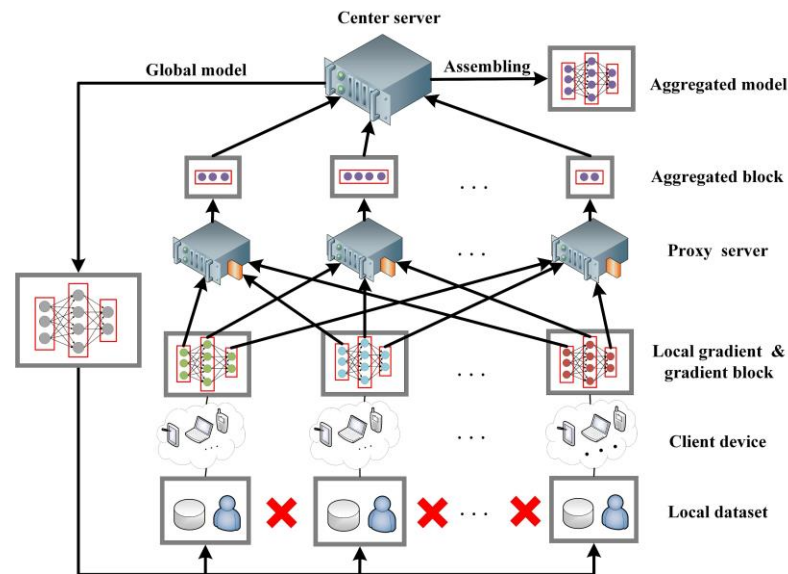 Center server
Global model
Assembling
Aggregated model
Aggregated block
. . .
Proxy server
. . .
Local gradient &
gradient block
. . .
Client device
. . .
Local dataset
. . .